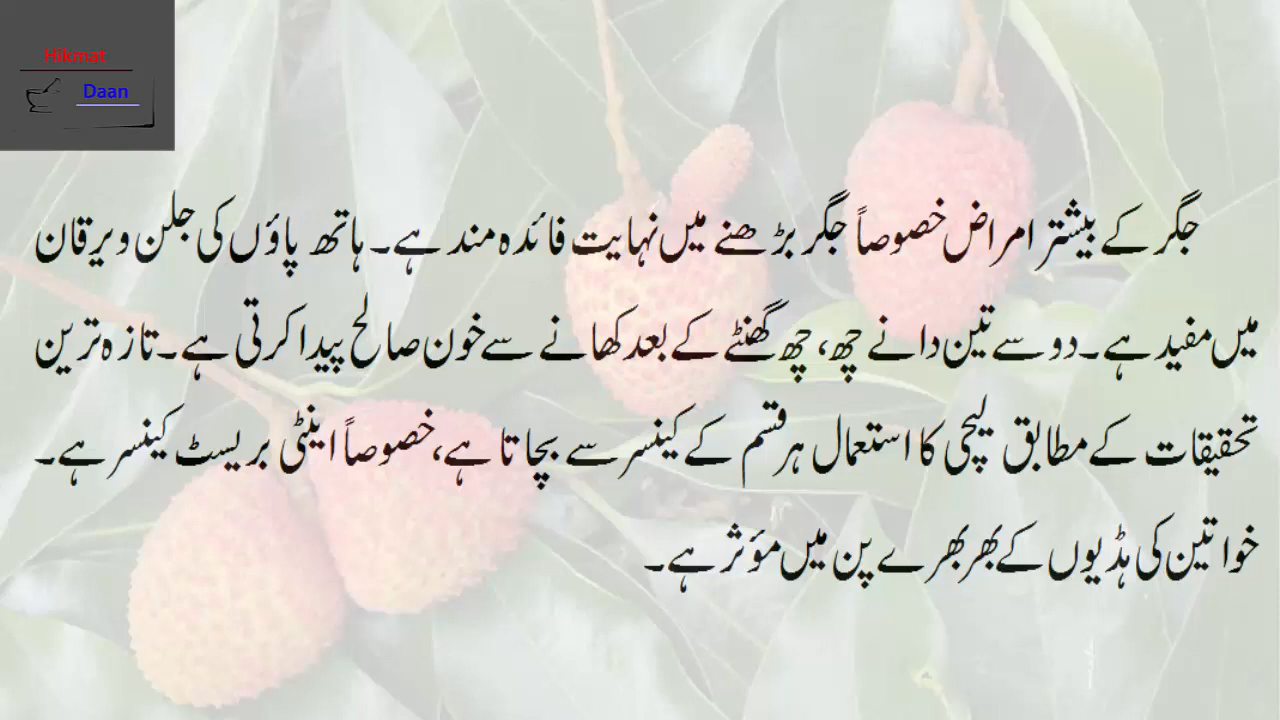 Hikmat
Daan
جگر کے بیشتر امراض خصوصاً جگر بڑھنے میں نہایت فائدہ مند ہے۔ ہاتھ پاؤں کی جلن و یرقان
میں مفید ہے۔ دو سے تین دانے چھ، چھ گھنٹے کے بعد کھانے سے خون صالح پیدا کرتی ہے۔ تازہ ترین
تحقیقات کے مطابق لیچی کا استعمال ہر قسم کے کینسر سے بچاتا ہے، خصوصاً اینٹی بریسٹ کینسر ہے۔
خواتین کی ہڈیوں کے بھربھرے پن میں مؤثر ہے۔